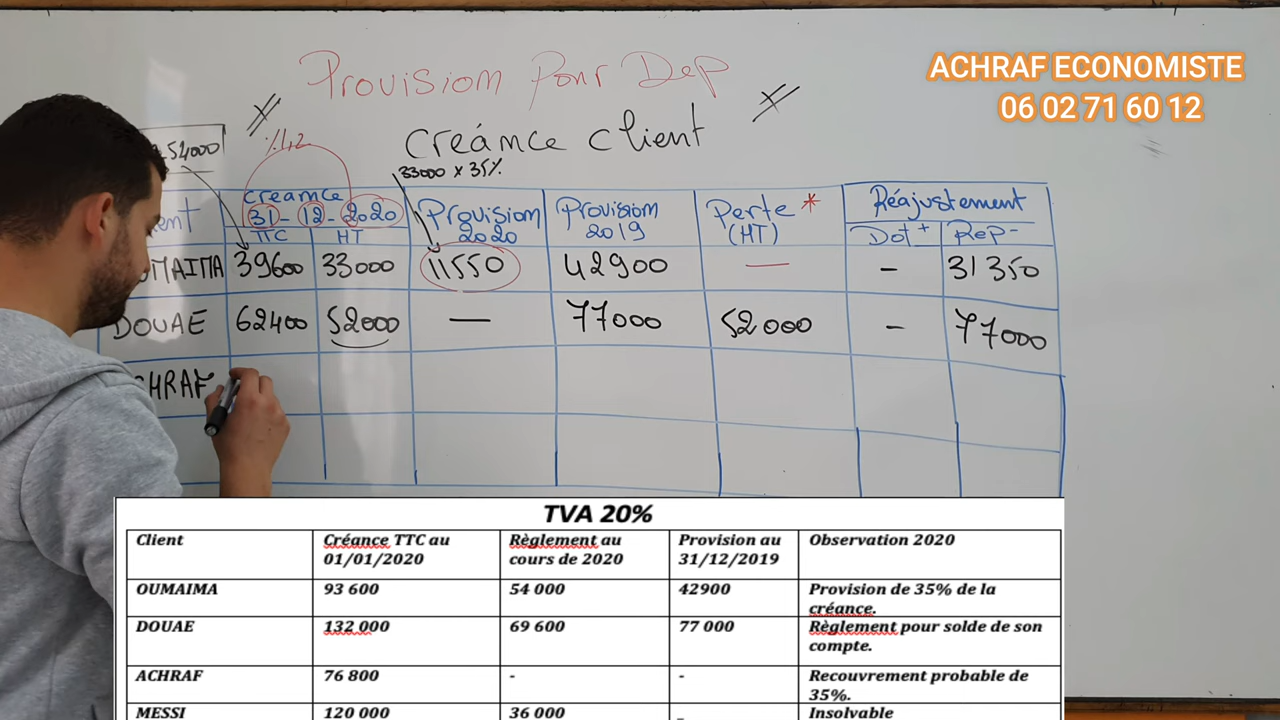 ACHRAF ECONOMISTE
06 02 71 60 12
Provision Pour Dep
créance client
54000
%1,2
33000 x 35%
créance
31-12-2020
TTC HT
Provision
2020
Provision
2019
Perte *
(HT)
Réajustement
Dot+ Rep-
39600 33000 11550 42900 — - 31350
DOUAE 62400 52000 — 77000 52000 - 77000
HRAF
TVA 20%
Client
Créance TTC au
01/01/2020
Règlement au
cours de 2020
Provision au
31/12/2019
Observation 2020
OUMAIMA 93 600 54 000 42900 Provision de 35% de la
créance.
DOUAE 132 000 69 600 77 000 Règlement pour solde de son
compte.
ACHRAF 76 800 - - Recouvrement probable de
35%.
MESSI 120 000 36 000 _ Insolvable